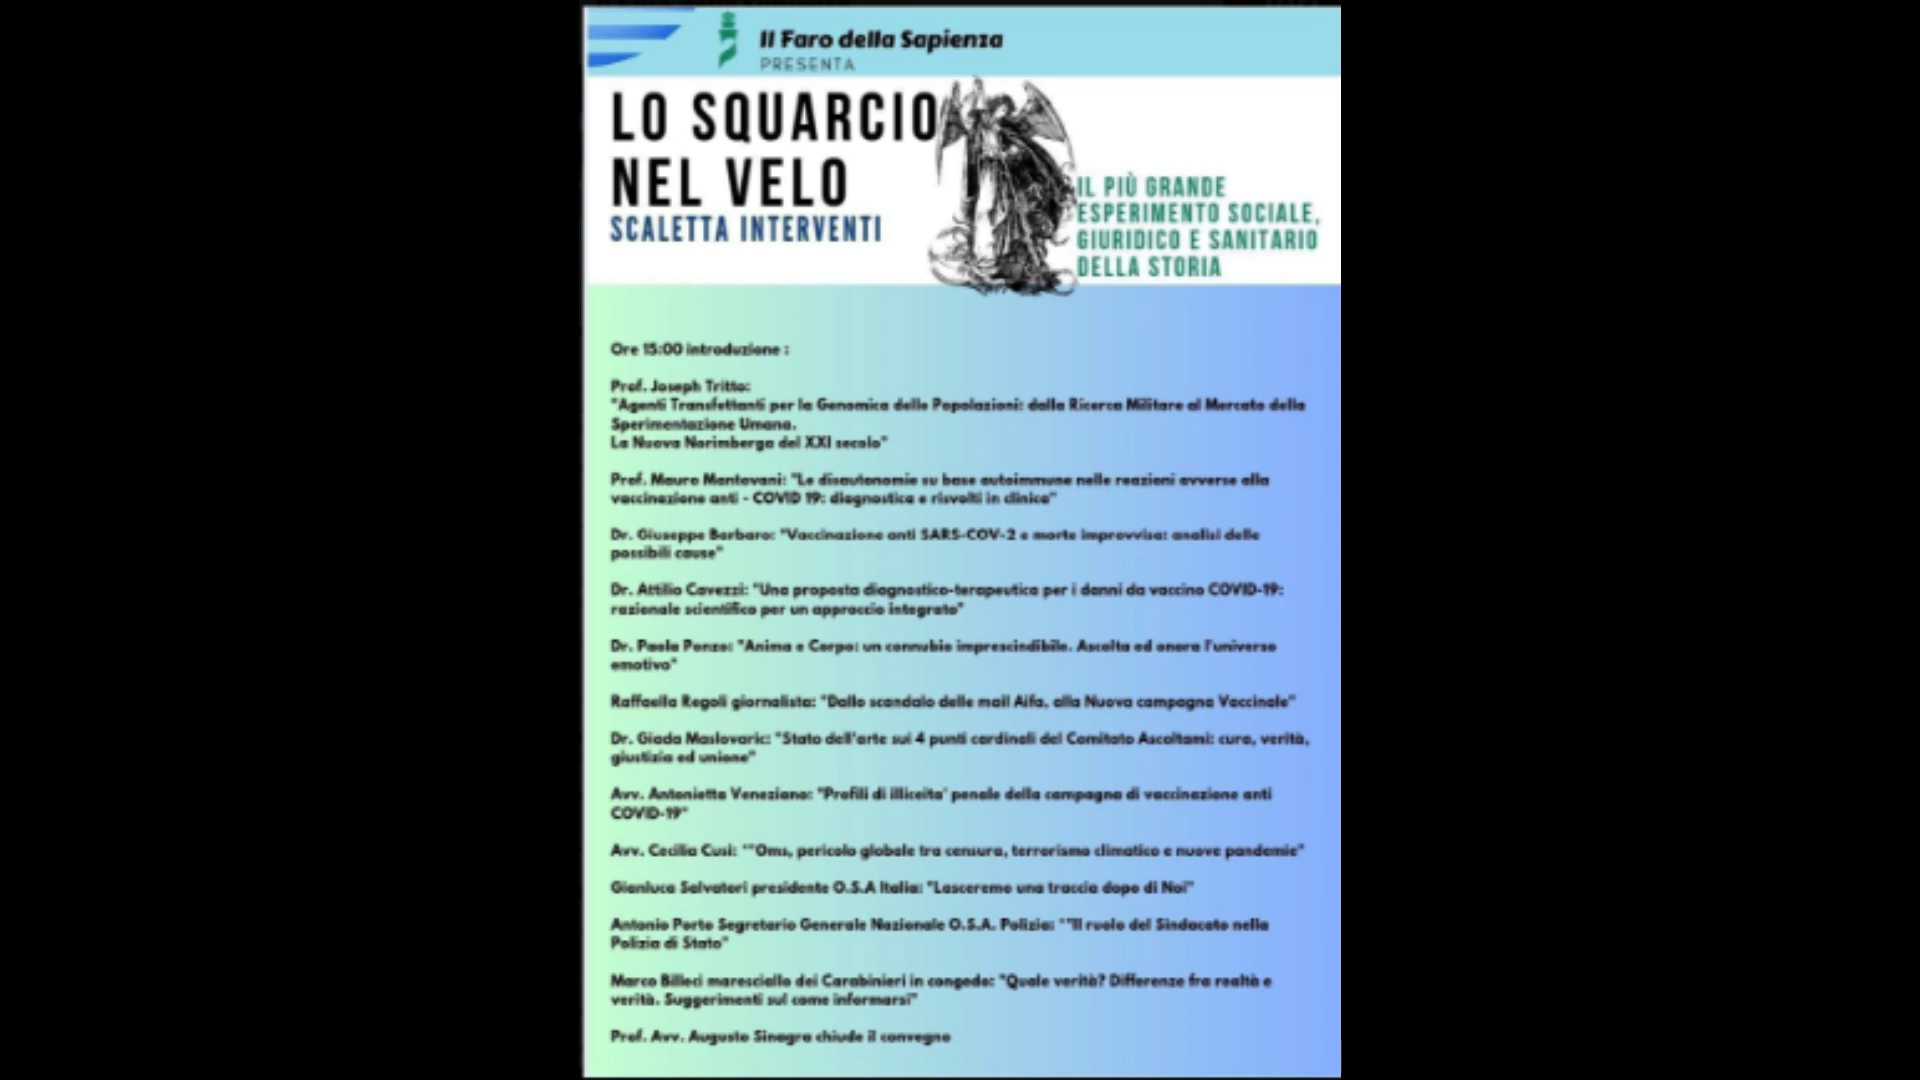 Il Faro della Sapienza
PRESENTA
LO SQUARCIO
NEL VELO
SCALETTA INTERVENTI
IL PIÙ GRANDE
ESPERIMENTO SOCIALE,
GIURIDICO E SANITARIO
DELLA STORIA
Ore 15:00 introduzione :
Prof. Joseph Tritto:
"Agenti Transfettanti per la Genomica delle Popolazioni: dalla Ricerca Militare al Mercato della
Sperimentazione Umana.
La Nuova Norimberga del XXI secolo"
Prof. Mauro Mantovani: "Le disautonomie su base autoimmune nelle reazioni avverse alla
vaccinazione anti - COVID 19: diagnostica e risvolti in clinica"
Dr. Giuseppe Barbaro: "Vaccinazione anti SARS-COV-2 e morte improvvisa: analisi delle
possibili cause"
Dr. Attilio Cavezzi: "Una proposta diagnostico-terapeutica per i danni da vaccino COVID-19:
razionale scientifico per un approccio integrato"
Dr. Paola Ponzo: "Anima e Corpo: un connubio imprescindibile. Ascolta ed onora l'universo
emotivo"
Raffaella Regoli giornalista: "Dallo scandalo delle mail Aifa, alla Nuova campagna Vaccinale"
Dr. Giada Maslovaric: "Stato dell'arte sui 4 punti cardinali del Comitato Ascoltami: cura, verità,
giustizia ed unione"
Avv. Antonietta Veneziano: "Profili di illiceita' penale della campagna di vaccinazione anti
COVID-19"
Avv. Cecilia Cusi: ""Oms, pericolo globale tra censura, terrorismo climatico e nuove pandemie"
Gianluca Salvatori presidente O.S.A Italia: "Lasceremo una traccia dopo di Noi"
Antonio Porto Segretario Generale Nazionale O.S.A. Polizia: ""Il ruolo del Sindacato nella
Polizia di Stato"
Marco Billeci maresciallo dei Carabinieri in congedo: "Quale verità? Differenze fra realtà e
verità. Suggerimenti sul come informarsi"
Prof. Avv. Augusto Sinagra chiude il convegno